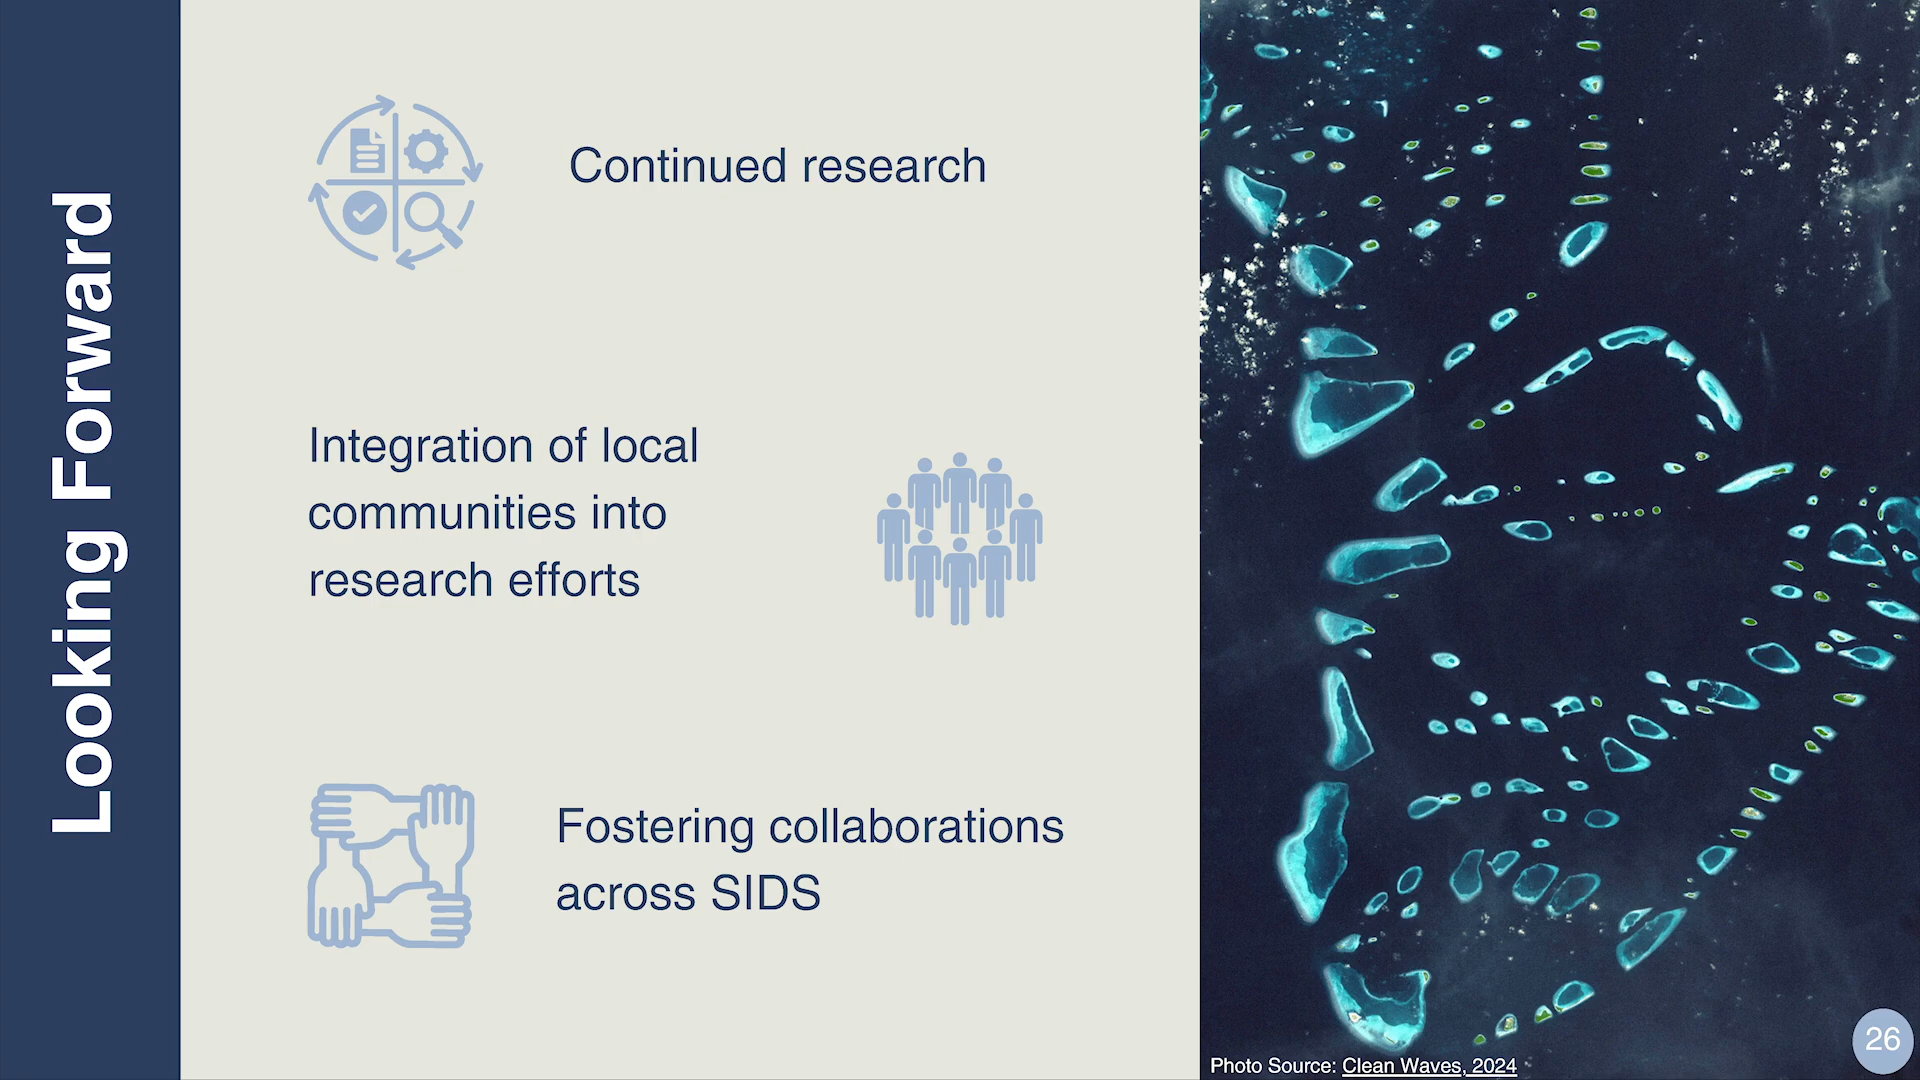 Looking Forward
Continued research
Integration of local
communities into
research efforts
Fostering collaborations
across SIDS
Photo Source: Clean Waves, 2024
26